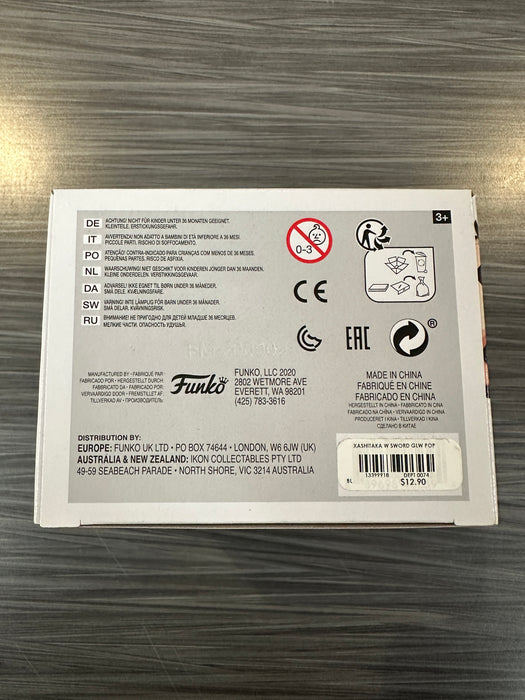 DE ACHTUNG! NICHT FÜR KINDER UNTER 36 MONATEN GEEIGNET.
KLEINTEILE. ERSTICKUNGSGEFAHR.
IT AVVERTENZA! NON ADATTO A SAMBINI DI ETÀ INFERIORE A 36 MESI.
PICCOLE PARTI. RISCHIO DI SOFFOCAMENTO.
PO ATENÇÃO! CONTRA-INDICADO PARA CRIANÇAS COM MENOS DE 36 MESES.
PEQUENAS PARTES. RISCO DE ASFIXIA.
NL WAARSCHUWING! NIET GESCHIKT VOOR KINDEREN JONGER DAN 36 MAANDEN.
KLEINE ONDERDELEN. VERSTIKKINGSGEVAAR.
DA ADVARSEL! IKKE EGNET TIL BØRN UNDER 36 MÅNEDER.
SMÅ DELE. KVÆLNINGSFARE.
SW VARNING! INTE LÄMPLIG FÖR BARN UNDER 36 MÅNADER.
SMÅ DELAR. KVÄVNINGSRISK.
RU ВНИМАНИЕ! НЕ ПРИГОДНО ДЛЯ ДЕТЕЙ МЛАДШЕ 36 МЕСЯЦЕВ.
МЕЛКИЕ ЧАСТИ. ОПАСНОСТЬ УДУШЬЯ.
0-3
3+
CE
EAC
®
MANUFACTURED BY • FABRIQUÉ PAR
FABRICADO POR • HERGESTELLT DURCH
FABBRICATO DA • FABRICADO POR
VERVAARDIGD DOOR • FREMSTILLET AF
TILLVERKAD AV • ПРОИЗВОДИТЕЛЬ
Funko
FUNKO, LLC 2020
2802 WETMORE AVE
EVERETT, WA 98201
(425) 783-3616
MADE IN CHINA
FABRIQUÉ EN CHINE
FABRICADO EN CHINA
HERGESTELLT IN CHINA • FABBRICATO IN CINA
FABRICADO NA CHINA • VERVAARDIGD IN CHINA
PRODUCERET I KINA • TILLVERKAD I KINA
СДЕЛАНО В КИТАЕ
DISTRIBUTION BY:
EUROPE: FUNKO UK LTD • PO BOX 74644 • LONDON, W6 6JW (UK)
AUSTRALIA & NEW ZEALAND: IKON COLLECTABLES PTY LTD
49-59 SEABEACH PARADE • NORTH SHORE, VIC 3214 AUSTRALIA
XASHITAKA W SWORD GLW POP
13399918 DEPT 0074
BL $12.90